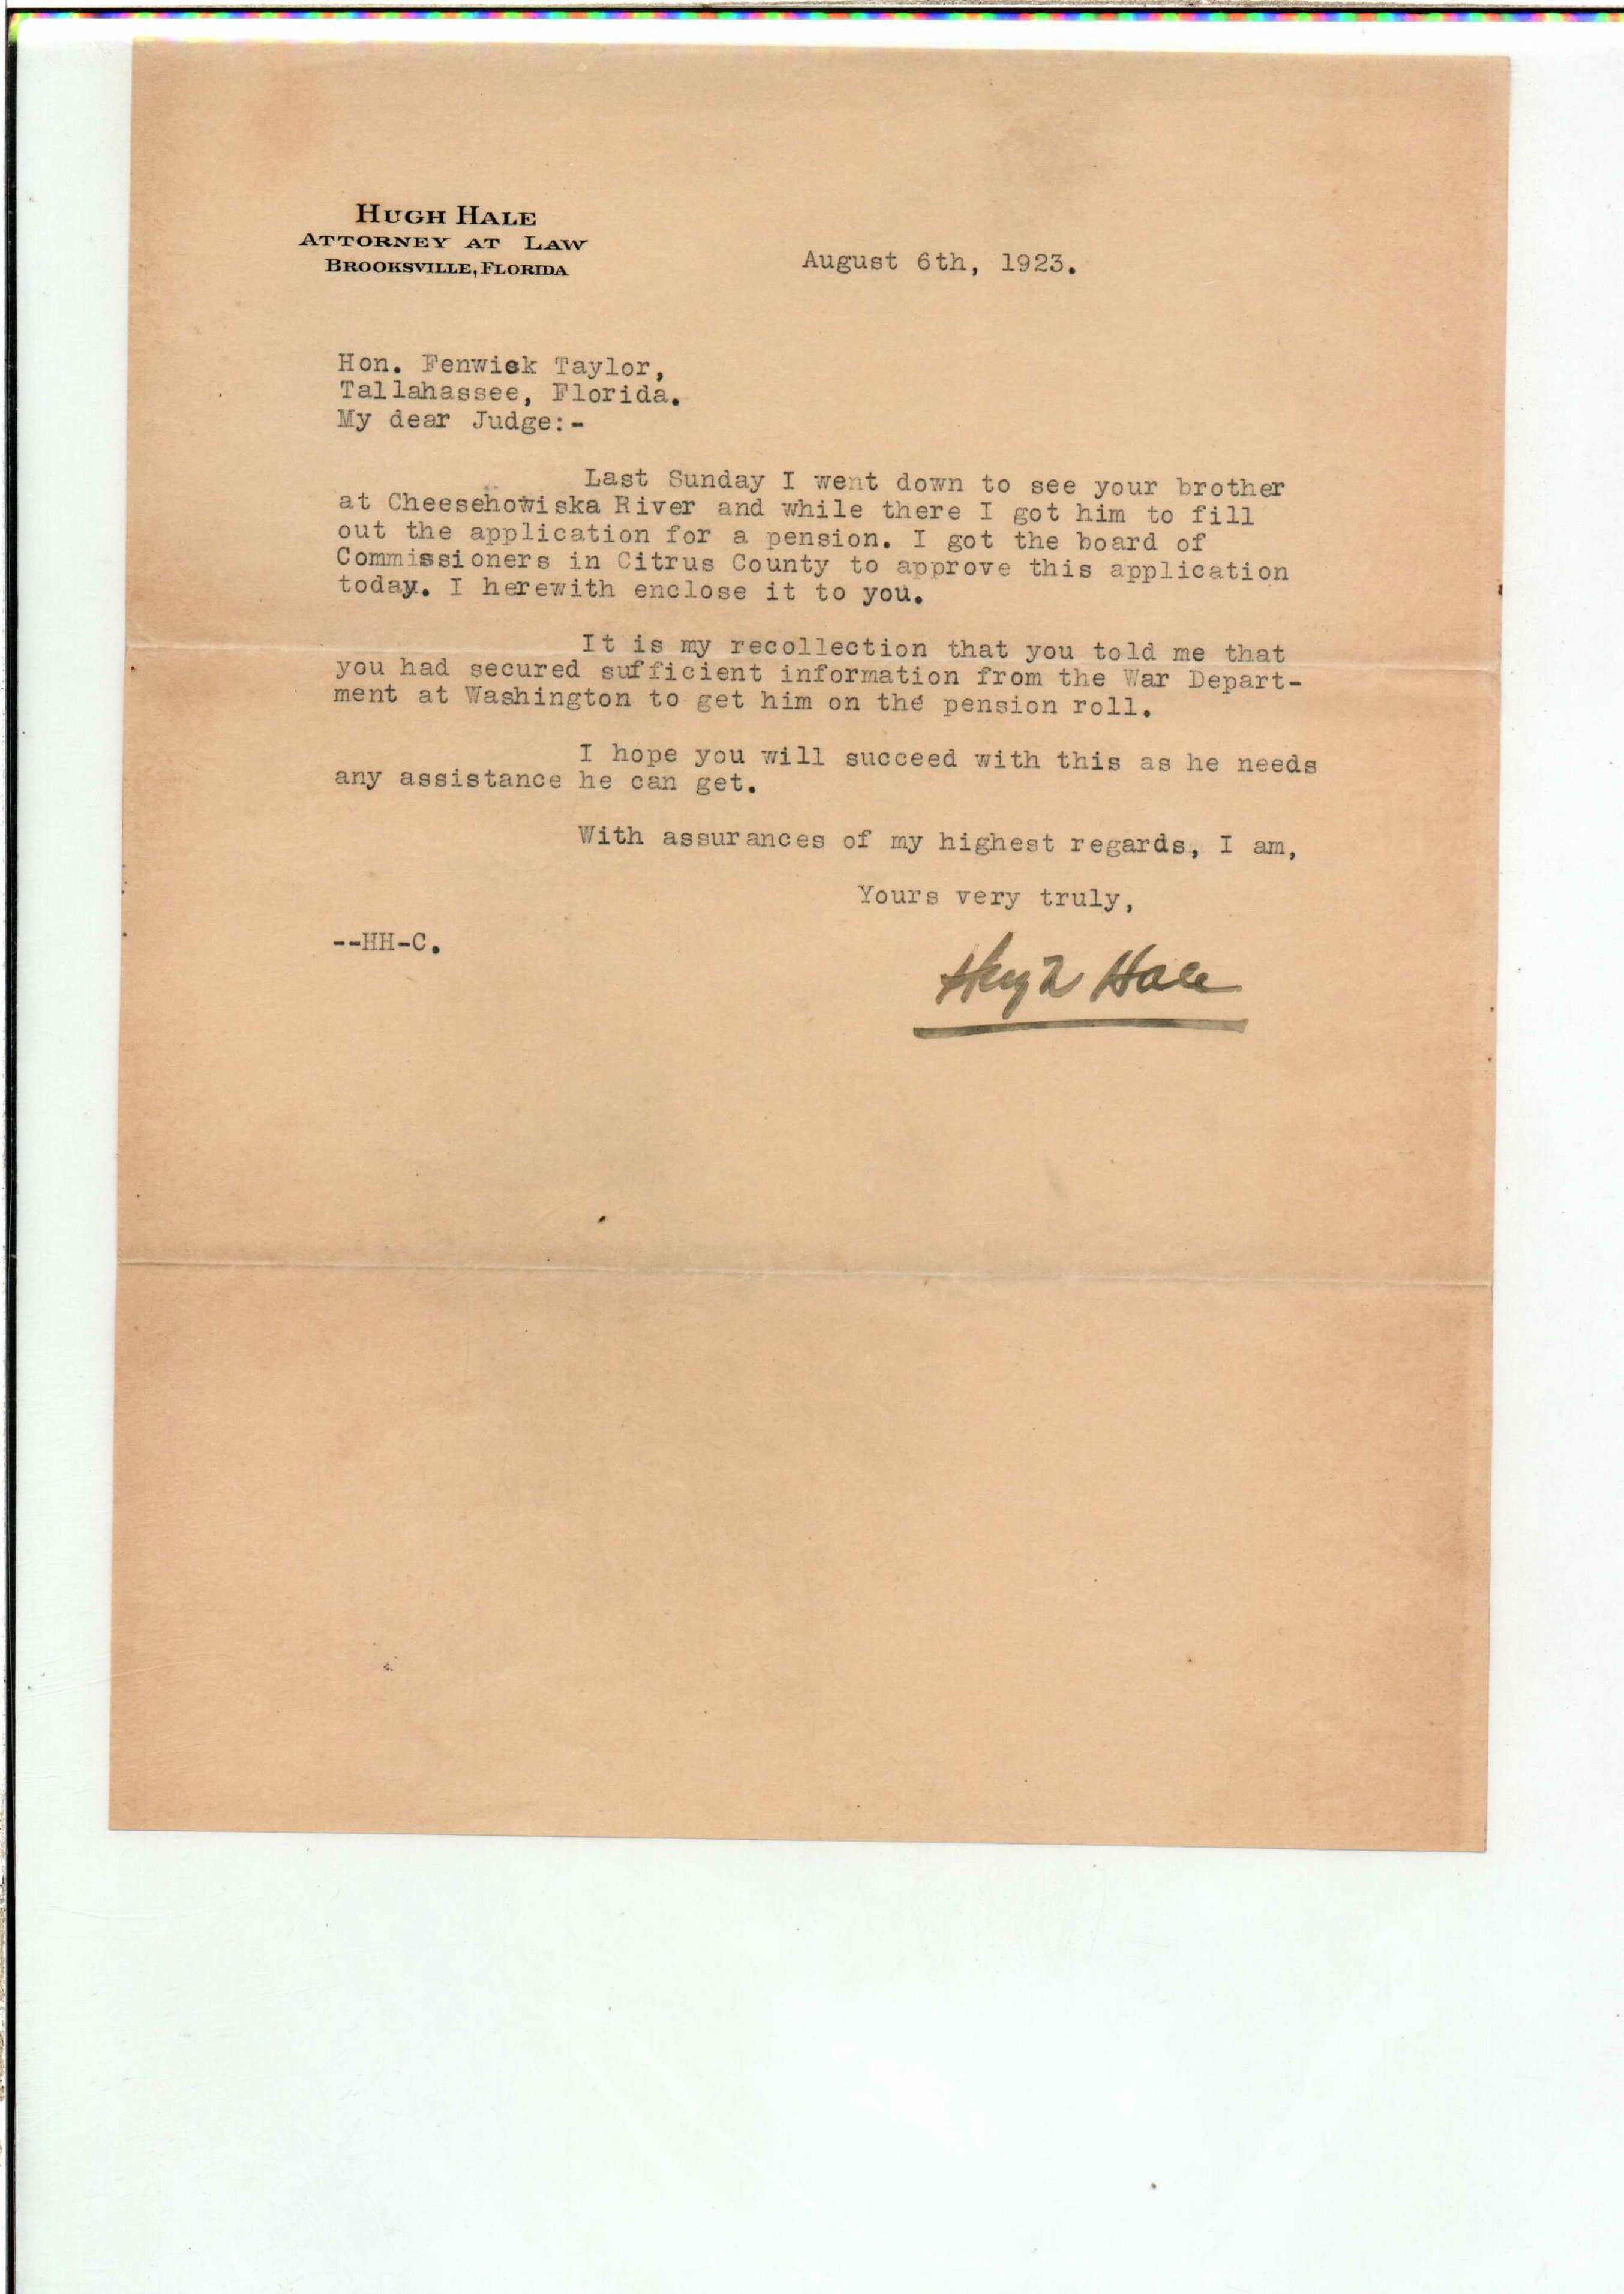 HUGH HALE
ATTORNEY AT LAW
BROOKSVILLE, FLORIDA
August 6th, 1923.
Hon. Fenwick Taylor,
Tallahassee, Florida.
My dear Judge:-
Last Sunday I went down to see your brother
at Cheesehowiska River and while there I got him to fill
out the application for a pension. I got the board of
Commissioners in Citrus County to approve this application
today. I herewith enclose it to you.
It is my recollection that you told me that
you had secured sufficient information from the War Depart-
ment at Washington to get him on the pension roll.
I hope you will succeed with this as he needs
any assistance he can get.
With assurances of my highest regards, I am,
Yours very truly,
--HH-C.
Hugh Hale